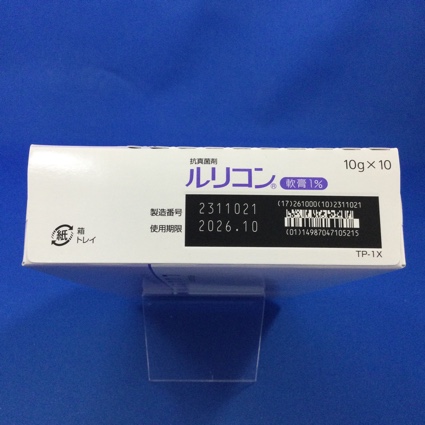 抗真菌剤
ルリコン® 軟膏1%
10g×10
製造番号 2311021
使用期限 2026.10
(17)261000(10)2311021
(01)14987047105215
紙 箱
トレイ
TP-1X